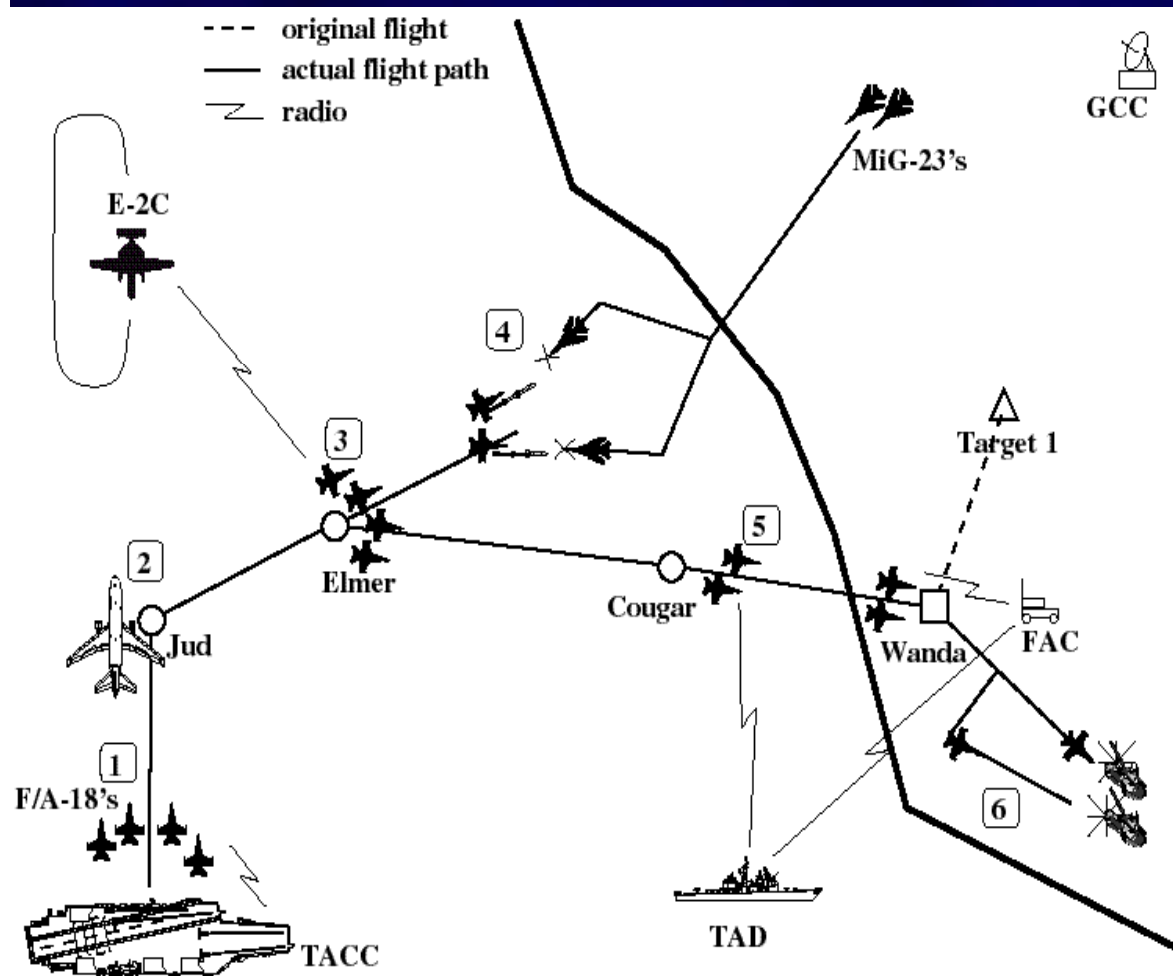 original flight
actual flight path
radio
GCC
MiG-23's
E-2C
4
3
Target 1
5
2
Elmer
Cougar
Jud
Wanda
FAC
1
F/A-18's
6
TACC
TAD